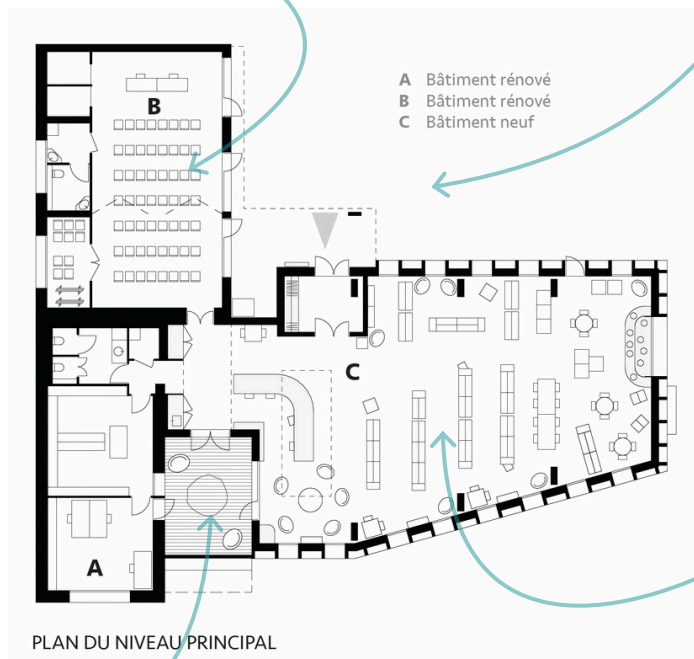 B
A Bâtiment rénové
B Bâtiment rénové
C Bâtiment neuf
C
A
PLAN DU NIVEAU PRINCIPAL